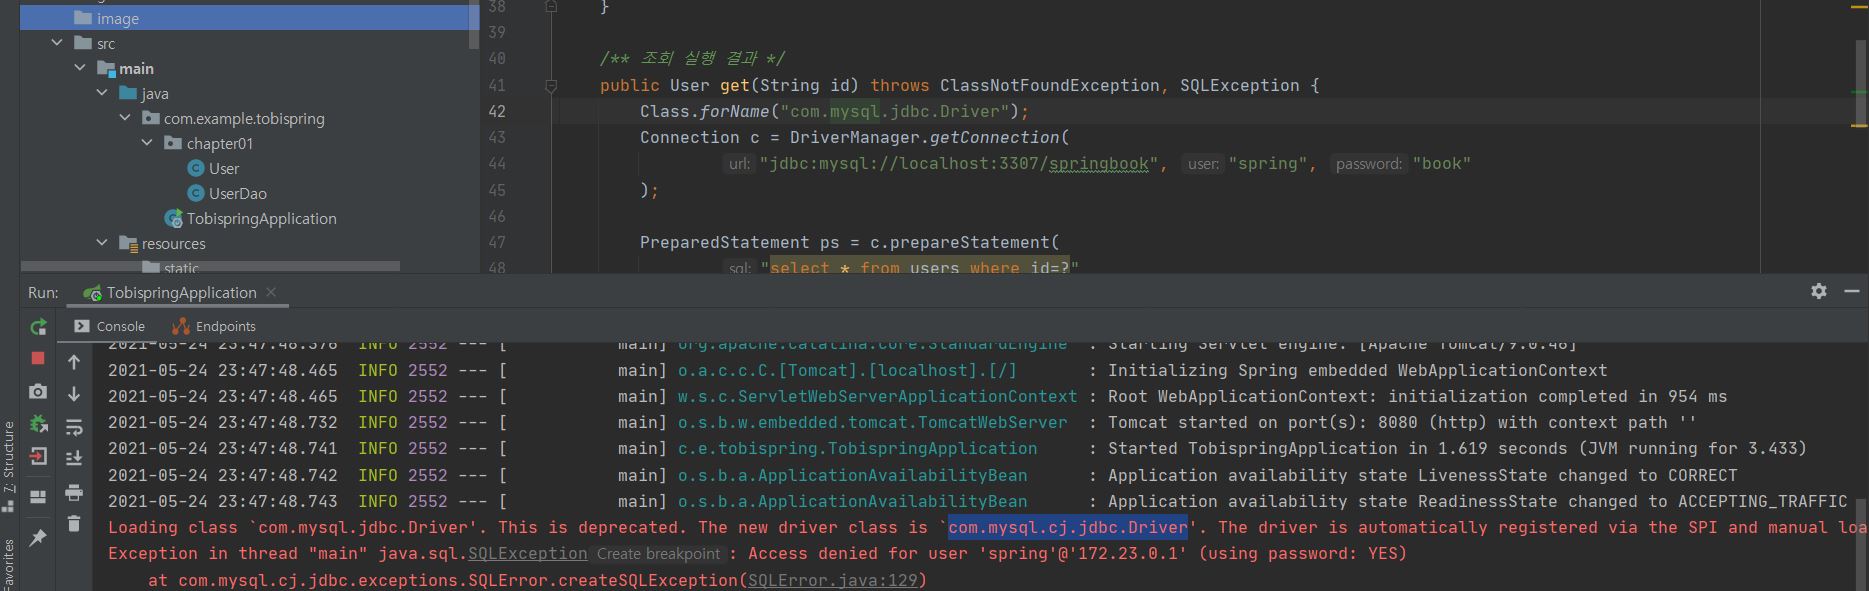 image
src
main
java
com.example.tobispring
chapter01
User
UserDao
TobispringApplication
resources
static
38 }
39
40 /** 조회 실행 결과 */
41 public User get(String id) throws ClassNotFoundException, SQLException {
42 Class.forName("com.mysql.jdbc.Driver");
43 Connection c = DriverManager.getConnection(
44 url: "jdbc:mysql://localhost:3307/springbook", user: "spring", password: "book"
45 );
46
47 PreparedStatement ps = c.prepareStatement(
48 sql: "select * from users where id=?"
Run: TobispringApplication
Console Endpoints
2021-05-24 23:47:48.376 INFO 2552 --- [ main] org.apache.catalina.core.StandardEngine : Starting Servlet engine: [Apache Tomcat/9.0.46]
2021-05-24 23:47:48.465 INFO 2552 --- [ main] o.a.c.c.C.[Tomcat].[localhost].[/] : Initializing Spring embedded WebApplicationContext
2021-05-24 23:47:48.465 INFO 2552 --- [ main] w.s.c.ServletWebServerApplicationContext : Root WebApplicationContext: initialization completed in 954 ms
2021-05-24 23:47:48.732 INFO 2552 --- [ main] o.s.b.w.embedded.tomcat.TomcatWebServer : Tomcat started on port(s): 8080 (http) with context path ''
2021-05-24 23:47:48.741 INFO 2552 --- [ main] c.e.tobispring.TobispringApplication : Started TobispringApplication in 1.619 seconds (JVM running for 3.433)
2021-05-24 23:47:48.742 INFO 2552 --- [ main] o.s.b.a.ApplicationAvailabilityBean : Application availability state LivenessState changed to CORRECT
2021-05-24 23:47:48.743 INFO 2552 --- [ main] o.s.b.a.ApplicationAvailabilityBean : Application availability state ReadinessState changed to ACCEPTING_TRAFFIC
Loading class `com.mysql.jdbc.Driver'. This is deprecated. The new driver class is `com.mysql.cj.jdbc.Driver'. The driver is automatically registered via the SPI and manual loa
Exception in thread "main" java.sql.SQLException Create breakpoint : Access denied for user 'spring'@'172.23.0.1' (using password: YES)
at com.mysql.cj.jdbc.exceptions.SQLError.createSQLException(SQLError.java:129)
7: Structure
Favorites